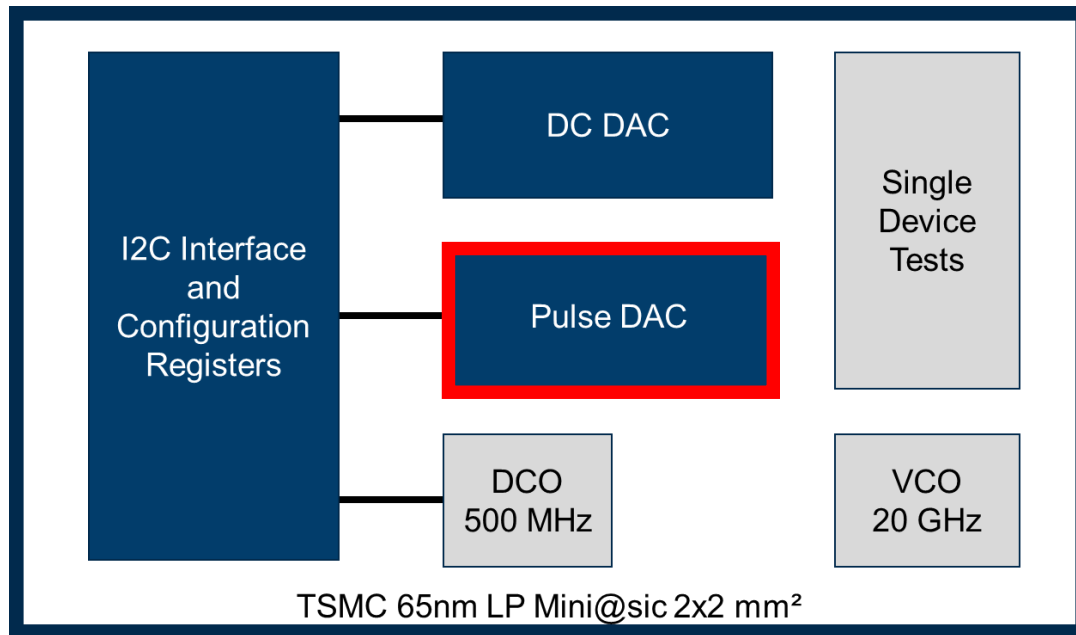 I2C Interface
and
Configuration
Registers
DC DAC
Pulse DAC
DCO
500 MHz
Single
Device
Tests
VCO
20 GHz
TSMC 65nm LP Mini@sic 2x2 mm²